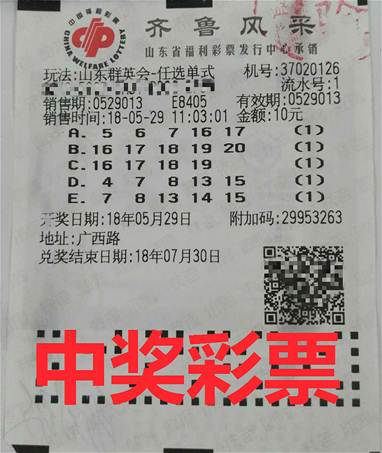 中国福利彩票
CHINA WELFARE LOTTERY
齐鲁风采
山东省福利彩票发行中心承销
玩法:山东群英会-任选单式 机号:37020126
流水号:1
销售期:0529013 E8405 有效期:0529013
销售时间:18-05-29 11:03:01 金额:10元
A. 5 6 7 16 17 (1)
B. 16 17 18 19 20 (1)
C. 16 17 18 19 (1)
D. 4 7 8 13 15 (1)
E. 7 8 13 14 15 (1)
开奖日期:18年05月29日 附加码:29953263
地址:广西路
兑奖结束日期:18年07月30日
中奖彩票